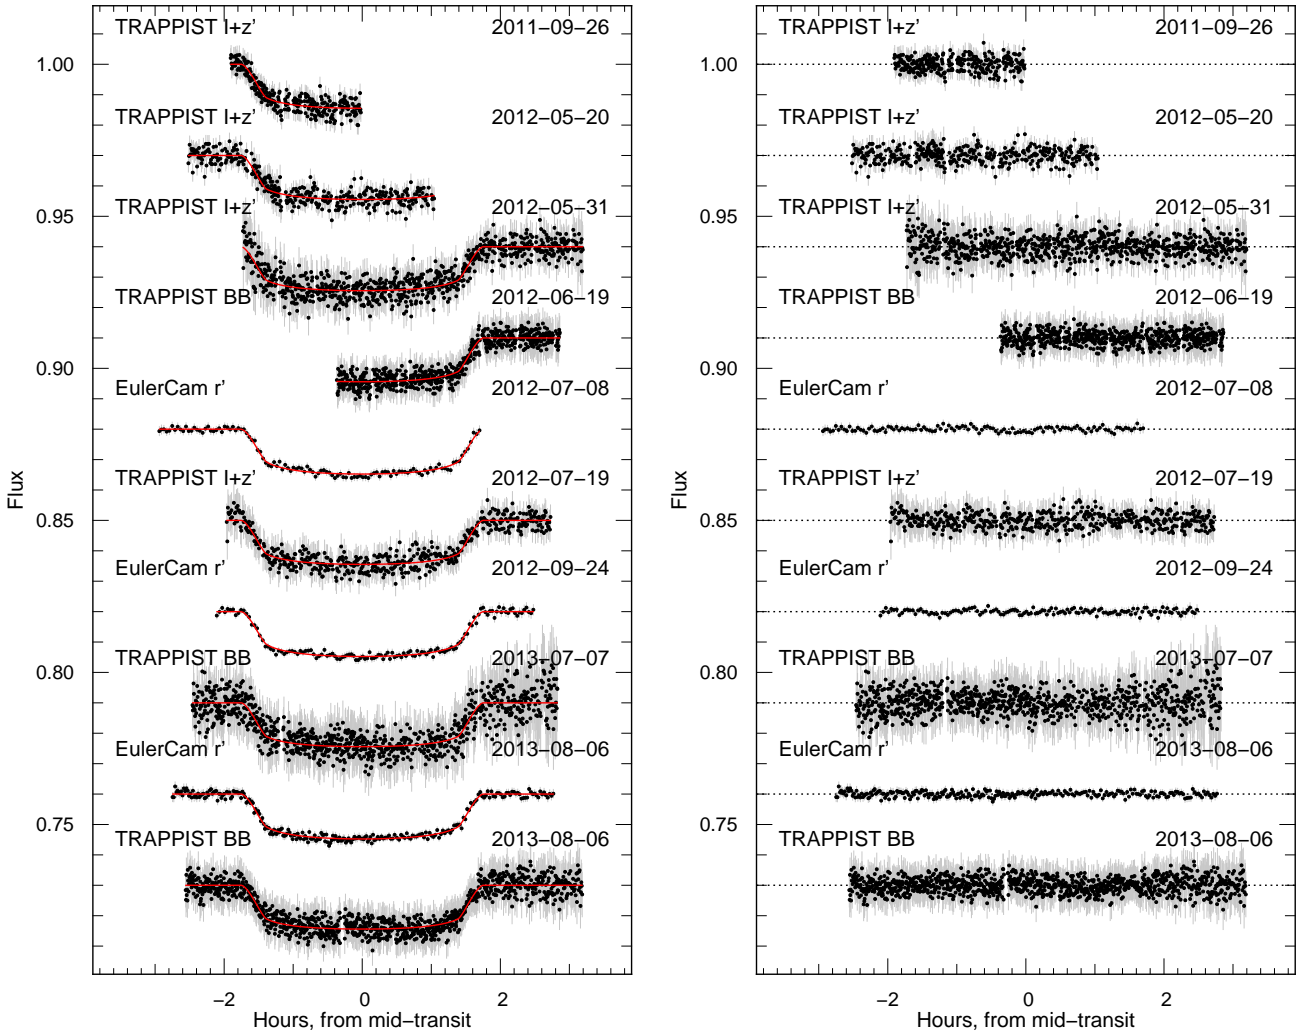 TRAPPIST I+z' 2011−09−26
1.00
TRAPPIST I+z' 2012−05−20
0.95
TRAPPIST I+z' 2012−05−31
TRAPPIST BB 2012−06−19
0.90
EulerCam r' 2012−07−08
TRAPPIST I+z' 2012−07−19
0.85
EulerCam r' 2012−09−24
TRAPPIST BB 2013−07−07
0.80
EulerCam r' 2013−08−06
0.75
TRAPPIST BB 2013−08−06
Flux
−2 0 2
Hours, from mid−transit
TRAPPIST I+z' 2011−09−26
1.00
TRAPPIST I+z' 2012−05−20
0.95
TRAPPIST I+z' 2012−05−31
TRAPPIST BB 2012−06−19
0.90
EulerCam r' 2012−07−08
TRAPPIST I+z' 2012−07−19
0.85
EulerCam r' 2012−09−24
TRAPPIST BB 2013−07−07
0.80
EulerCam r' 2013−08−06
0.75
TRAPPIST BB 2013−08−06
Flux
−2 0 2
Hours, from mid−transit